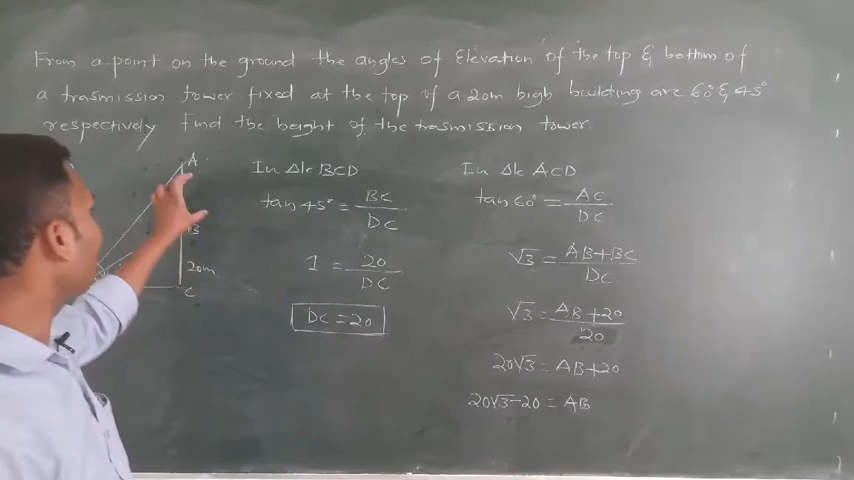 From a point on the ground the angles of Elevation of the top & bottom of
a trasmission tower fixed at the top of a 20m high building are 60° & 45°
respectively find the height of the trasmission tower.
A
B
20m
C
In Δle BCD
tan 45° = BC/DC
1 = 20/DC
DC = 20
In Δle ACD
tan 60° = AC/DC
√3 = AB+BC/DC
√3 = AB+20/20
20√3 = AB+20
20√3-20 = AB